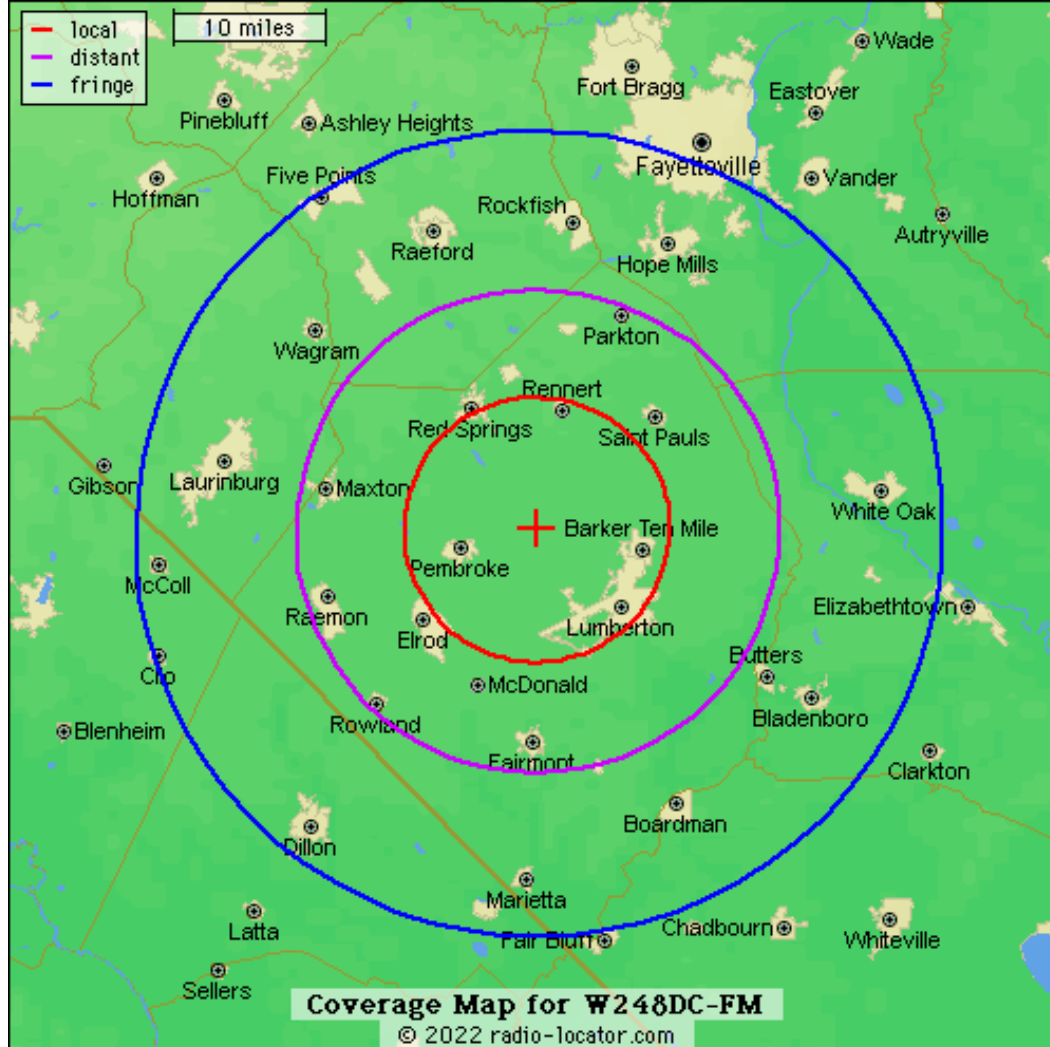 local
distant
fringe
10 miles
Wade
Fort Bragg
Eastover
Pinebluff
Ashley Heights
Fayetteville
Five Points
Hoffman
Vander
Rockfish
Raeford
Autryville
Hope Mills
Parkton
Wagram
Rennert
Red Springs
Saint Pauls
Gibson
Laurinburg
Maxton
White Oak
Barker Ten Mile
Pembroke
McColl
Raemon
Elrod
Lumberton
Elizabethtown
Butters
Clio
McDonald
Bladenboro
Rowland
Blenheim
Fairmont
Clarkton
Boardman
Dillon
Marietta
Latta
Fair Bluff
Chadbourn
Whiteville
Sellers
Coverage Map for W248DC-FM
© 2022 radio-locator.com